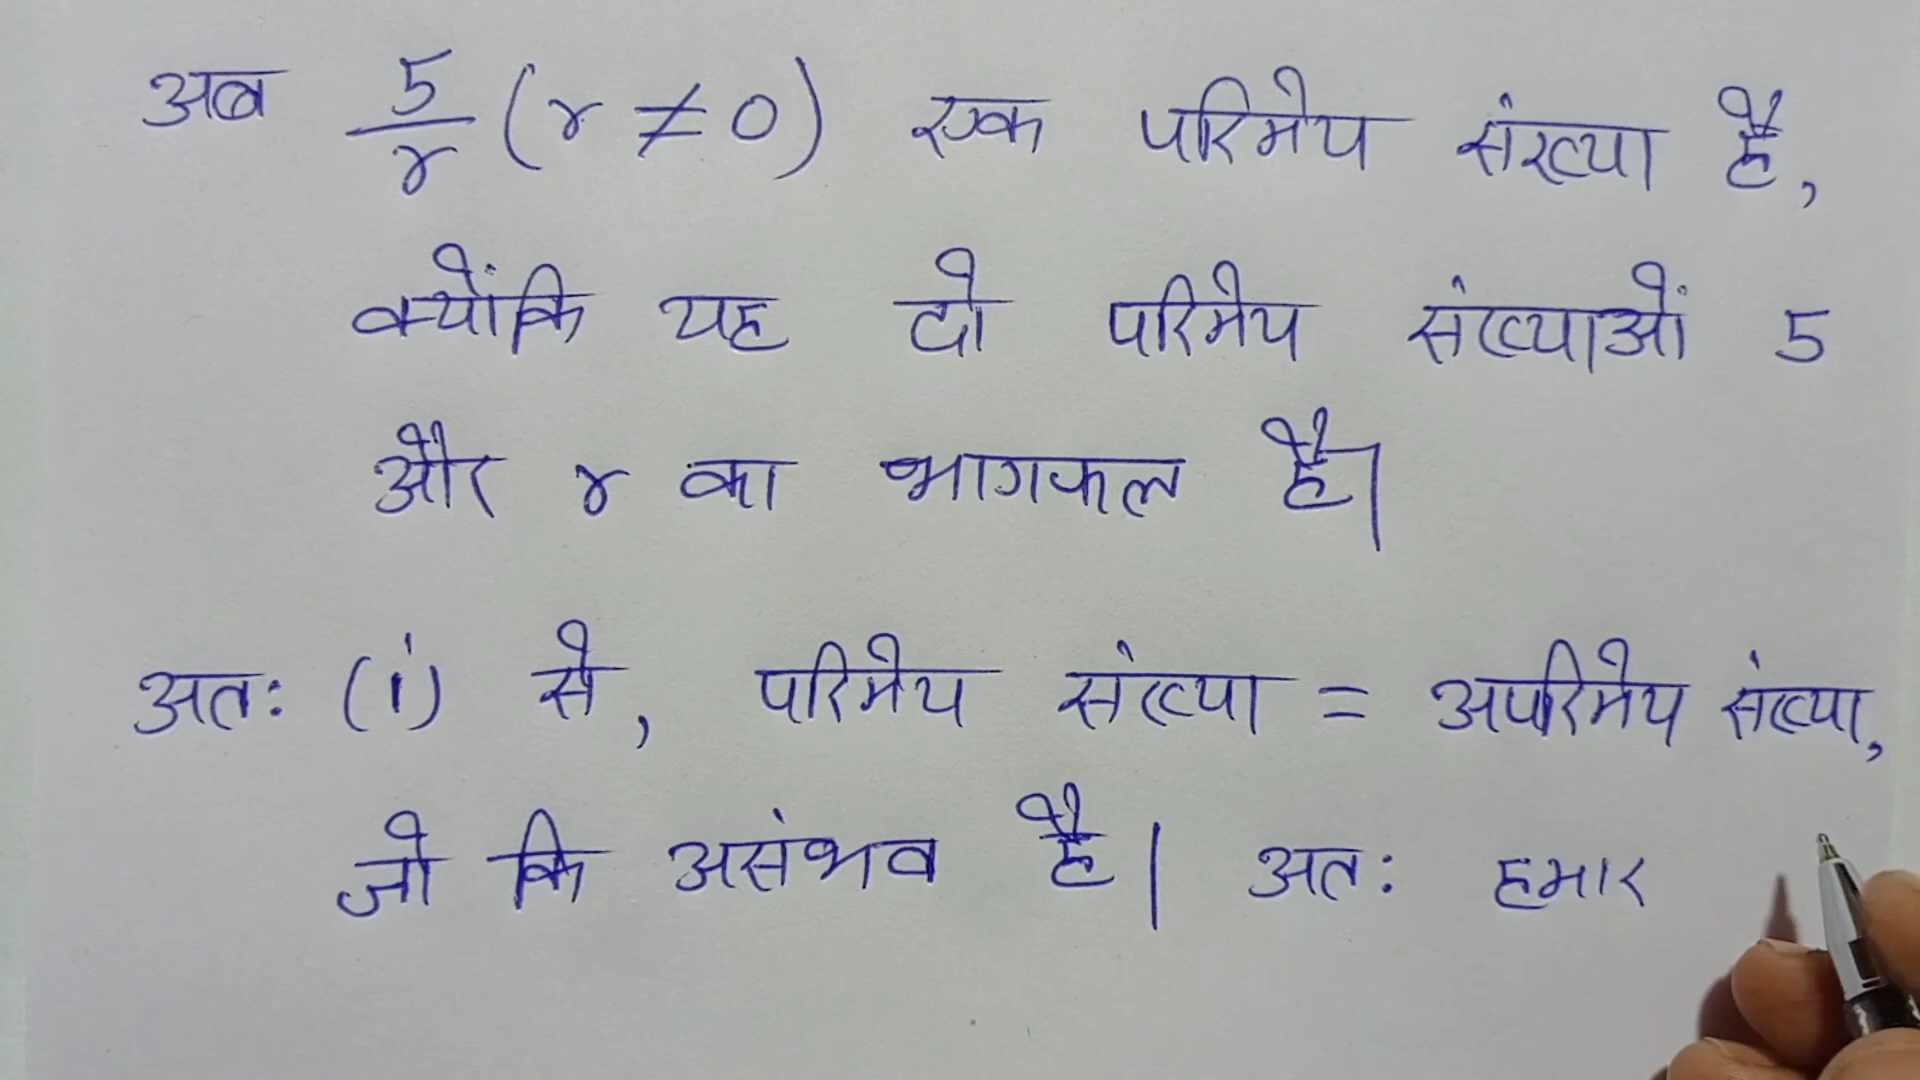 अब 5/r (r ≠ 0) एक परिमेय संख्या है,
क्योंकि यह दो परिमेय संख्याओं 5
और r का भागफल है।
अतः (i) से, परिमेय संख्या = अपरिमेय संख्या,
जो कि असंभव है। अतः हमार